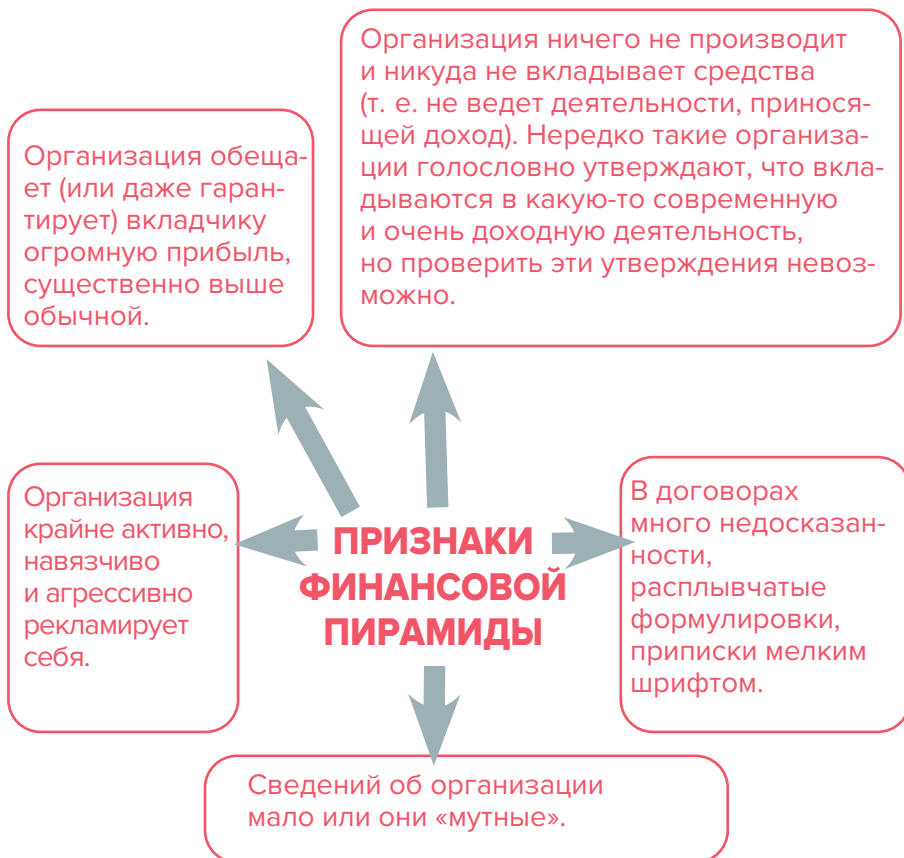 Организация ничего не производит
и никуда не вкладывает средства
(т. е. не ведет деятельности, принося-
щей доход). Нередко такие организа-
ции голословно утверждают, что вкла-
дываются в какую-то современную
и очень доходную деятельность,
но проверить эти утверждения невоз-
можно.
Организация обеща-
ет (или даже гаран-
тирует) вкладчику
огромную прибыль,
существенно выше
обычной.
Организация
крайне активно,
навязчиво
и агрессивно
рекламирует
себя.
ПРИЗНАКИ
ФИНАНСОВОЙ
ПИРАМИДЫ
В договорах
много недосказан-
ности,
расплывчатые
формулировки,
приписки мелким
шрифтом.
Сведений об организации
мало или они «мутные».